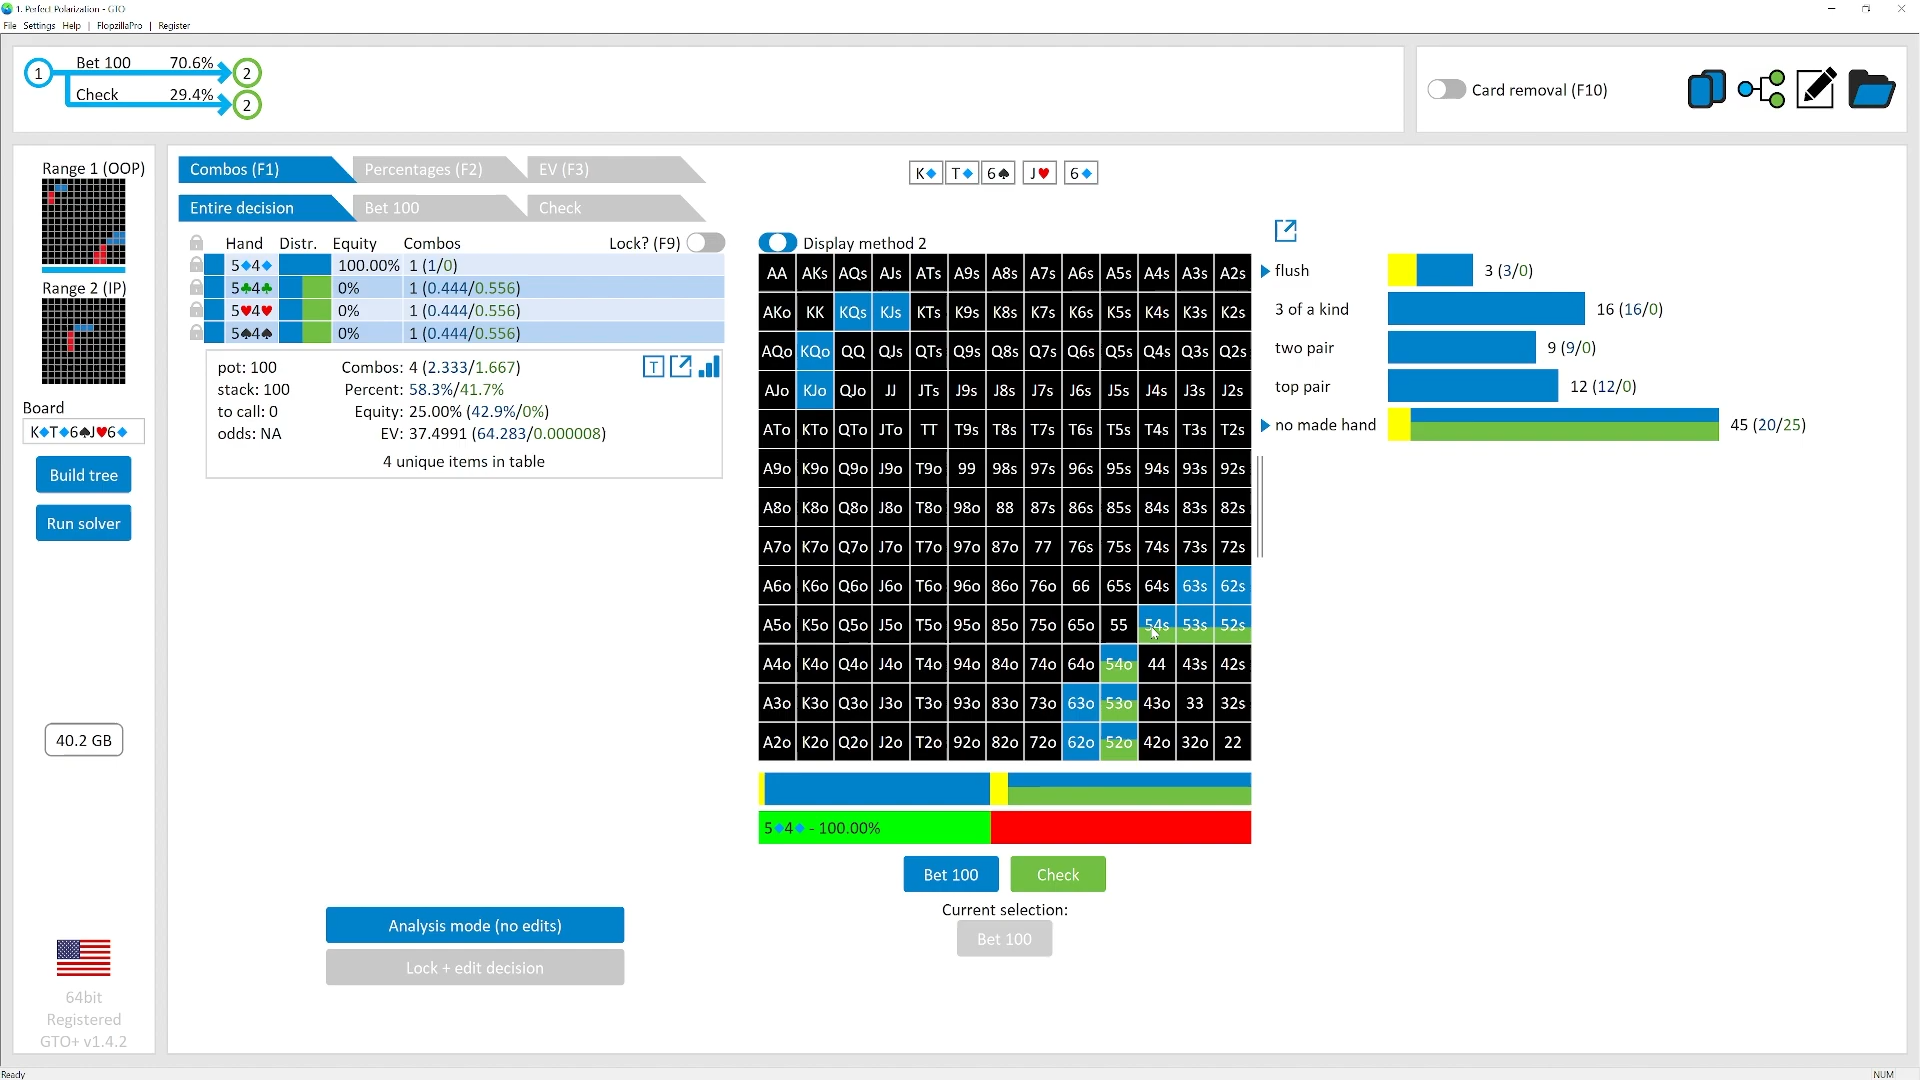 1. Perfect Polarization - GTO
File Settings Help | FlopzillaPro | Register
1 Bet 100 70.6% 2
Check 29.4% 2
Card removal (F10)
Range 1 (OOP)
Range 2 (IP)
Board
K♦T♦6♠J♥6♦
Build tree
Run solver
40.2 GB
64bit
Registered
GTO+ v1.4.2
Combos (F1) Percentages (F2) EV (F3)
Entire decision Bet 100 Check
Hand Distr. Equity Combos Lock? (F9)
5♦4♦ 100.00% 1 (1/0)
5♣4♣ 0% 1 (0.444/0.556)
5♥4♥ 0% 1 (0.444/0.556)
5♠4♠ 0% 1 (0.444/0.556)
pot: 100 Combos: 4 (2.333/1.667) T
stack: 100 Percent: 58.3%/41.7%
to call: 0 Equity: 25.00% (42.9%/0%)
odds: NA EV: 37.4991 (64.283/0.000008)
4 unique items in table
Analysis mode (no edits)
Lock + edit decision
K♦ T♦ 6♠ J♥ 6♦
Display method 2
AA AKs AQs AJs ATs A9s A8s A7s A6s A5s A4s A3s A2s
AKo KK KQs KJs KTs K9s K8s K7s K6s K5s K4s K3s K2s
AQo KQo QQ QJs QTs Q9s Q8s Q7s Q6s Q5s Q4s Q3s Q2s
AJo KJo QJo JJ JTs J9s J8s J7s J6s J5s J4s J3s J2s
ATo KTo QTo JTo TT T9s T8s T7s T6s T5s T4s T3s T2s
A9o K9o Q9o J9o T9o 99 98s 97s 96s 95s 94s 93s 92s
A8o K8o Q8o J8o T8o 98o 88 87s 86s 85s 84s 83s 82s
A7o K7o Q7o J7o T7o 97o 87o 77 76s 75s 74s 73s 72s
A6o K6o Q6o J6o T6o 96o 86o 76o 66 65s 64s 63s 62s
A5o K5o Q5o J5o T5o 95o 85o 75o 65o 55 54s 53s 52s
A4o K4o Q4o J4o T4o 94o 84o 74o 64o 54o 44 43s 42s
A3o K3o Q3o J3o T3o 93o 83o 73o 63o 53o 43o 33 32s
A2o K2o Q2o J2o T2o 92o 82o 72o 62o 52o 42o 32o 22
5♦4♦ - 100.00%
Bet 100 Check
Current selection:
Bet 100
flush 3 (3/0)
3 of a kind 16 (16/0)
two pair 9 (9/0)
top pair 12 (12/0)
no made hand 45 (20/25)
Ready NUM